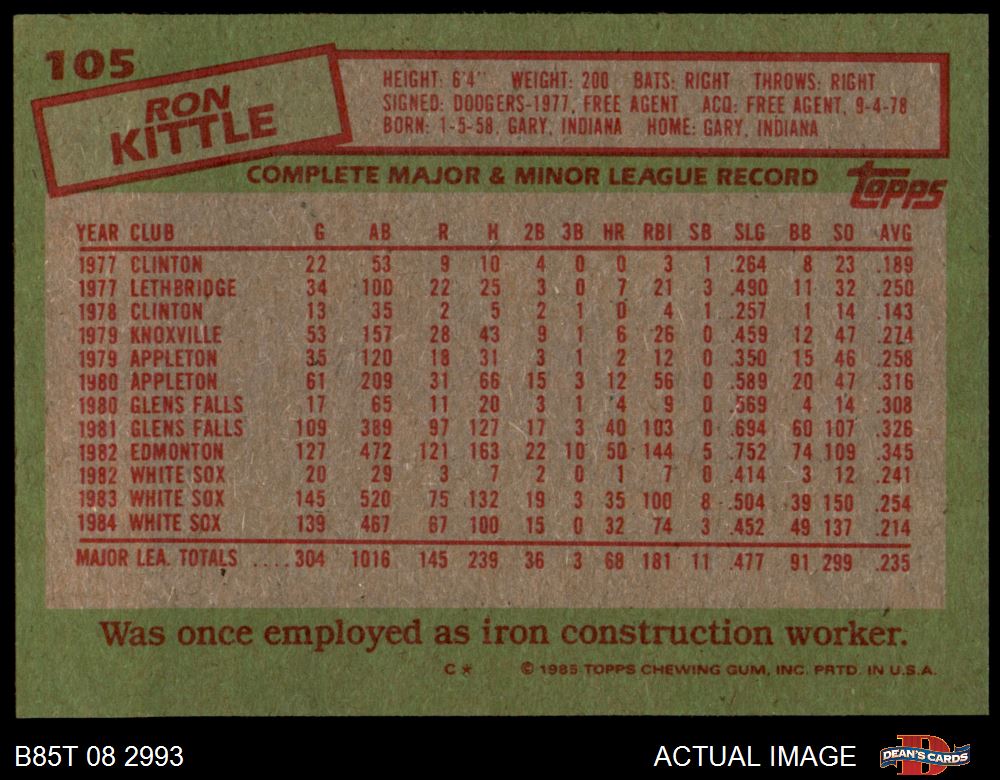 105
RON
KITTLE
HEIGHT: 6'4" WEIGHT: 200 BATS: RIGHT THROWS: RIGHT
SIGNED: DODGERS-1977, FREE AGENT ACQ: FREE AGENT, 9-4-78
BORN: 1-5-58, GARY, INDIANA HOME: GARY, INDIANA
COMPLETE MAJOR & MINOR LEAGUE RECORD topps
YEAR CLUB G AB R H 2B 3B HR RBI SB SLG BB SO AVG
1977 CLINTON 22 53 9 10 4 0 0 3 1 .264 8 23 .189
1977 LETHBRIDGE 34 100 22 25 3 0 7 21 3 .490 11 32 .250
1978 CLINTON 13 35 2 5 2 1 0 4 1 .257 1 14 .143
1979 KNOXVILLE 53 157 28 43 9 1 6 26 0 .459 12 47 .274
1979 APPLETON 35 120 18 31 3 1 2 12 0 .350 15 46 .258
1980 APPLETON 61 209 31 66 15 3 12 56 0 .589 20 47 .316
1980 GLENS FALLS 17 65 11 20 3 1 4 9 0 .569 4 14 .308
1981 GLENS FALLS 109 389 97 127 17 3 40 103 0 .694 60 107 .326
1982 EDMONTON 127 472 121 163 22 10 50 144 5 .752 74 109 .345
1982 WHITE SOX 20 29 3 7 2 0 1 7 0 .414 3 12 .241
1983 WHITE SOX 145 520 75 132 19 3 35 100 8 .504 39 150 .254
1984 WHITE SOX 139 467 67 100 15 0 32 74 3 .452 49 137 .214
MAJOR LEA. TOTALS ....304 1016 145 239 36 3 68 181 11 .477 91 299 .235
Was once employed as iron construction worker.
C* © 1985 TOPPS CHEWING GUM, INC. PRTD. IN U.S.A.
B85T 08 2993 ACTUAL IMAGE DEAN'S CARDS